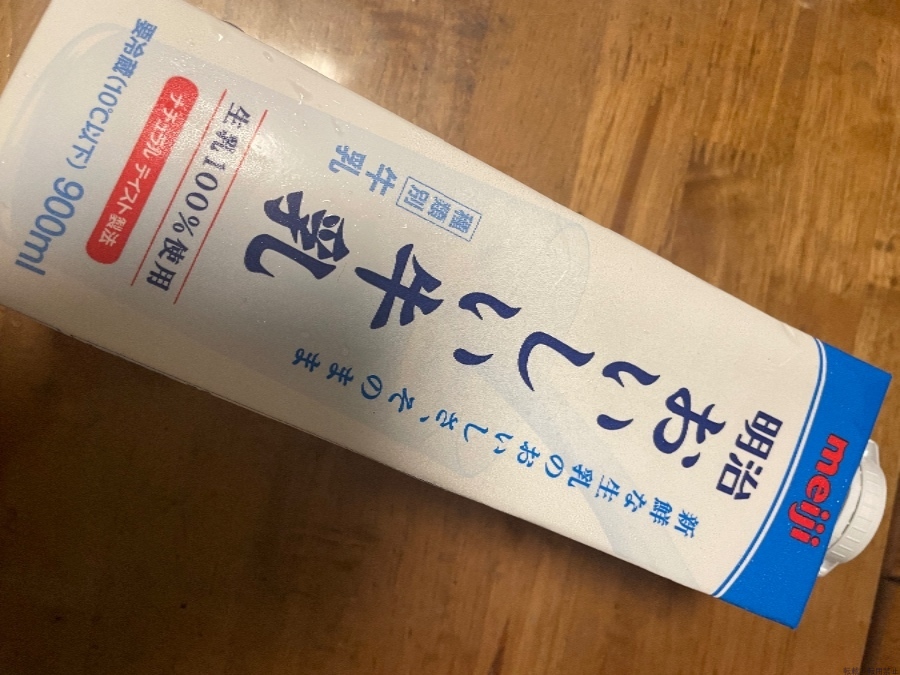 meiji
明治
おいしい牛乳
新鮮な生乳のおいしさ、そのまま
種類別
牛乳
生乳100%使用
ナチュラル テイスト製法
要冷蔵(10℃以下) 900ml